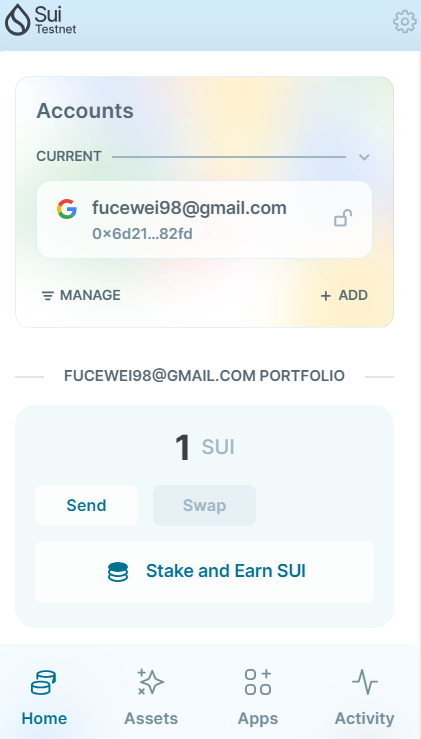 Sui
Testnet
Accounts
CURRENT
fucewei98@gmail.com
0×6d21…82fd
MANAGE
+ ADD
FUCEWEI98@GMAIL.COM PORTFOLIO
1 SUI
Send Swap
Stake and Earn SUI
Home Assets Apps Activity